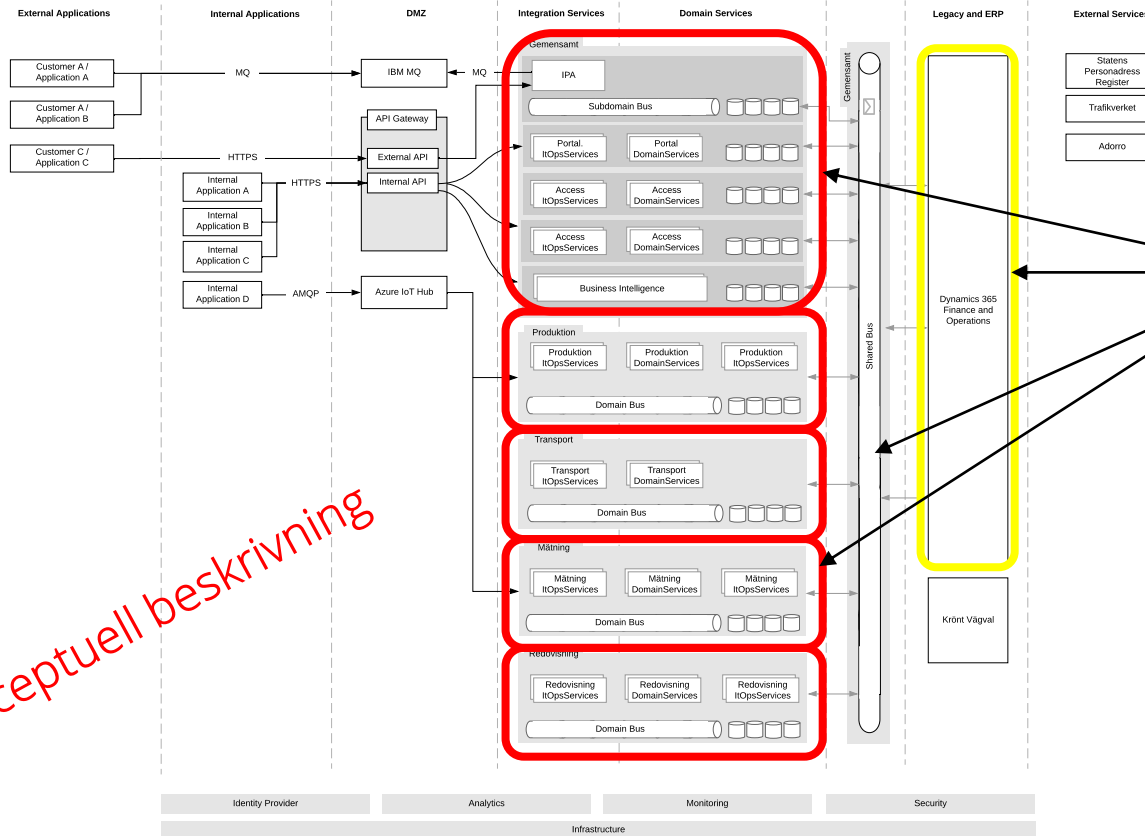 External Applications
Internal Applications
DMZ
Integration Services
Domain Services
Legacy and ERP
External Services
Customer A /
Application A
Customer A /
Application B
Customer C /
Application C
MQ
HTTPS
Internal
Application A
Internal
Application B
Internal
Application C
Internal
Application D
HTTPS
AMQP
IBM MQ
API Gateway
External API
Internal API
Azure IoT Hub
MQ
Gemensamt
IPA
Subdomain Bus
Portal.
ItOpsServices
Portal
DomainServices
Access
ItOpsServices
Access
DomainServices
Access
ItOpsServices
Access
DomainServices
Business Intelligence
Produktion
Produktion
ItOpsServices
Produktion
DomainServices
Produktion
ItOpsServices
Domain Bus
Transport
Transport
ItOpsServices
Transport
DomainServices
Domain Bus
Mätning
Mätning
ItOpsServices
Mätning
DomainServices
Mätning
ItOpsServices
Domain Bus
Redovisning
Redovisning
ItOpsServices
Redovisning
DomainServices
Redovisning
ItOpsServices
Domain Bus
Gemensamt
Shared Bus
Dynamics 365
Finance and
Operations
Krönt Vägval
Statens
Personadress
Register
Trafikverket
Adorro
ceptuell beskrivning
Identity Provider
Analytics
Monitoring
Security
Infrastructure